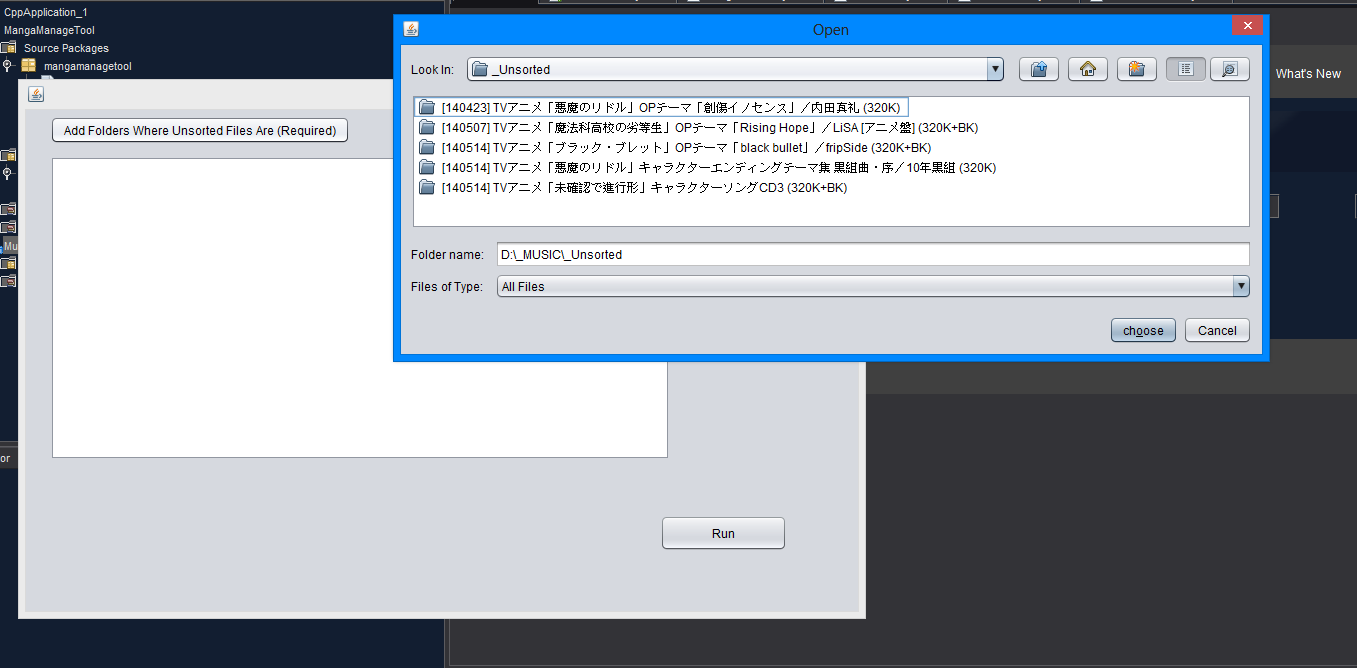 CppApplication_1
MangaManageTool
Source Packages
mangamanagetool
Open
Look In:
_Unsorted
What's New
[140423] TVアニメ「悪魔のリドル」OPテーマ「創傷イノセンス」／内田真礼 (320K)
[140507] TVアニメ「魔法科高校の劣等生」OPテーマ「Rising Hope」／LiSA [アニメ盤] (320K+BK)
[140514] TVアニメ「ブラック・ブレット」OPテーマ「black bullet」／fripSide (320K+BK)
[140514] TVアニメ「悪魔のリドル」キャラクターエンディングテーマ集 黒組曲・序／10年黒組 (320K)
[140514] TVアニメ「未確認で進行形」キャラクターソングCD3 (320K+BK)
Folder name:
D:\_MUSIC\_Unsorted
Files of Type:
All Files
choose
Cancel
Add Folders Where Unsorted Files Are (Required)
Mu
or
Run